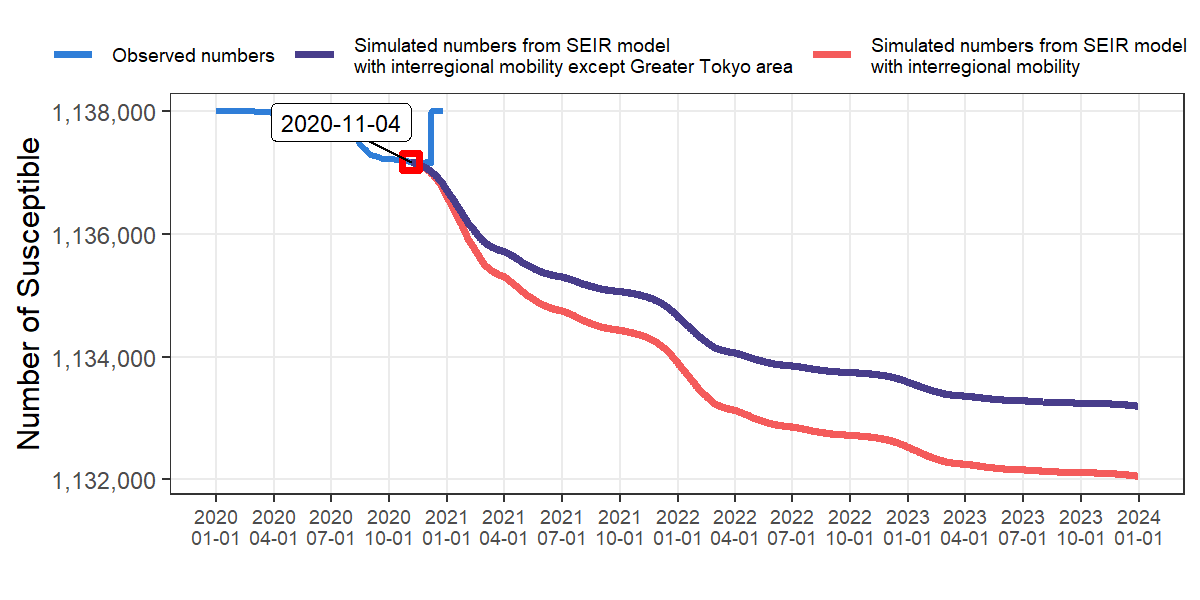 Observed numbers
Simulated numbers from SEIR model
with interregional mobility except Greater Tokyo area
Simulated numbers from SEIR model
with interregional mobility
Number of Susceptible
1,138,000
1,136,000
1,134,000
1,132,000
2020-11-04
2020 2020 2020 2020 2021 2021 2021 2021 2022 2022 2022 2022 2023 2023 2023 2023 2024
01-01 04-01 07-01 10-01 01-01 04-01 07-01 10-01 01-01 04-01 07-01 10-01 01-01 04-01 07-01 10-01 01-01